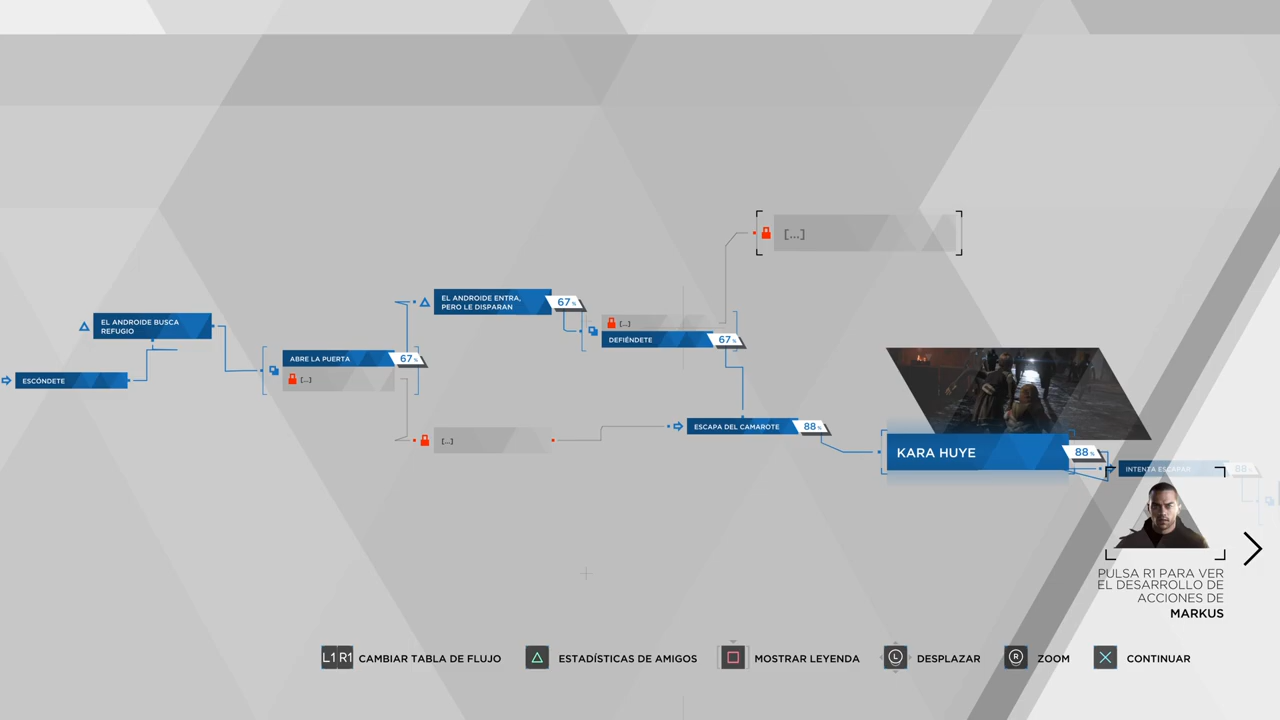 [...]
EL ANDROIDE ENTRA,
PERO LE DISPARAN
67%
EL ANDROIDE BUSCA
REFUGIO
[...]
DEFIÉNDETE
67%
ABRE LA PUERTA
67%
[...]
ESCÓNDETE
ESCAPA DEL CAMAROTE
88%
[...]
KARA HUYE
88%
INTENTA ESCAPAR
88%
PULSA R1 PARA VER
EL DESARROLLO DE
ACCIONES DE
MARKUS
L1 R1 CAMBIAR TABLA DE FLUJO
ESTADÍSTICAS DE AMIGOS
MOSTRAR LEYENDA
L DESPLAZAR
R ZOOM
CONTINUAR